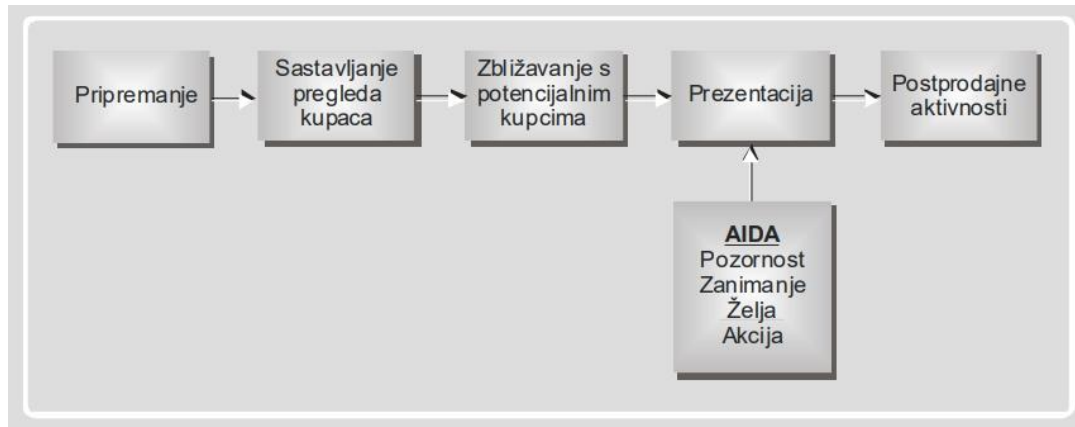 Pripremanje
Sastavljanje
pregleda
kupaca
Zbližavanje s
potencijalnim
kupcima
Prezentacija
Postprodajne
aktivnosti
AIDA
Pozornost
Zanimanje
Želja
Akcija